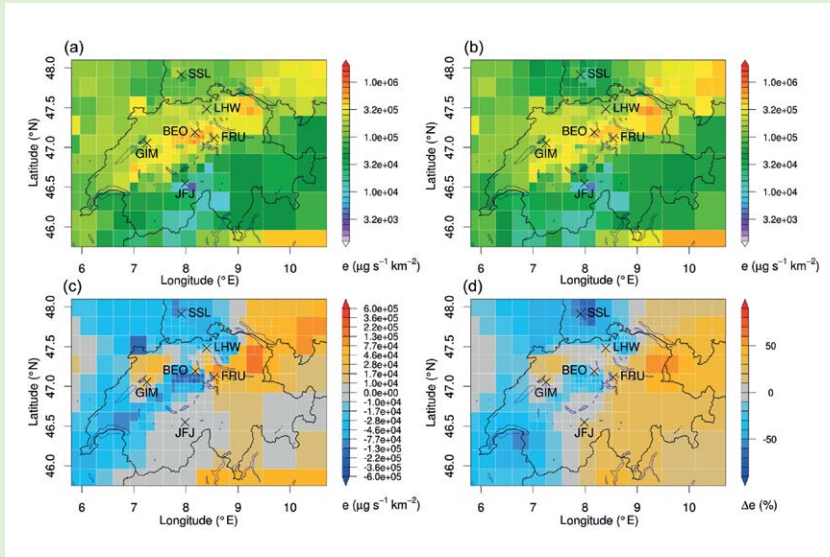 (a)
48.0
47.5
47.0
46.5
46.0
Latitude (°N)
SSL
LHW
BEO
FRU
GIM
JFJ
6 7 8 9 10
Longitude (°E)
1.0e+06
3.2e+05
1.0e+05
3.2e+04
1.0e+04
3.2e+03
e (µg s⁻¹ km⁻²)
(b)
48.0
47.5
47.0
46.5
46.0
Latitude (°N)
SSL
LHW
BEO
FRU
GIM
JFJ
6 7 8 9 10
Longitude (°E)
1.0e+06
3.2e+05
1.0e+05
3.2e+04
1.0e+04
3.2e+03
e (µg s⁻¹ km⁻²)
(c)
48.0
47.5
47.0
46.5
46.0
Latitude (°N)
SSL
LHW
BEO
FRU
GIM
JFJ
6 7 8 9 10
Longitude (°E)
6.0e+05
3.6e+05
2.2e+05
1.3e+05
7.7e+04
4.6e+04
2.8e+04
1.7e+04
1.0e+04
0.0e+00
-1.0e+04
-1.7e+04
-2.8e+04
-4.6e+04
-7.7e+04
-1.3e+05
-2.2e+05
-3.6e+05
-6.0e+05
e (µg s⁻¹ km⁻²)
(d)
48.0
47.5
47.0
46.5
46.0
Latitude (°N)
SSL
LHW
BEO
FRU
GIM
JFJ
6 7 8 9 10
Longitude (°E)
50
0
-50
Δe (%)